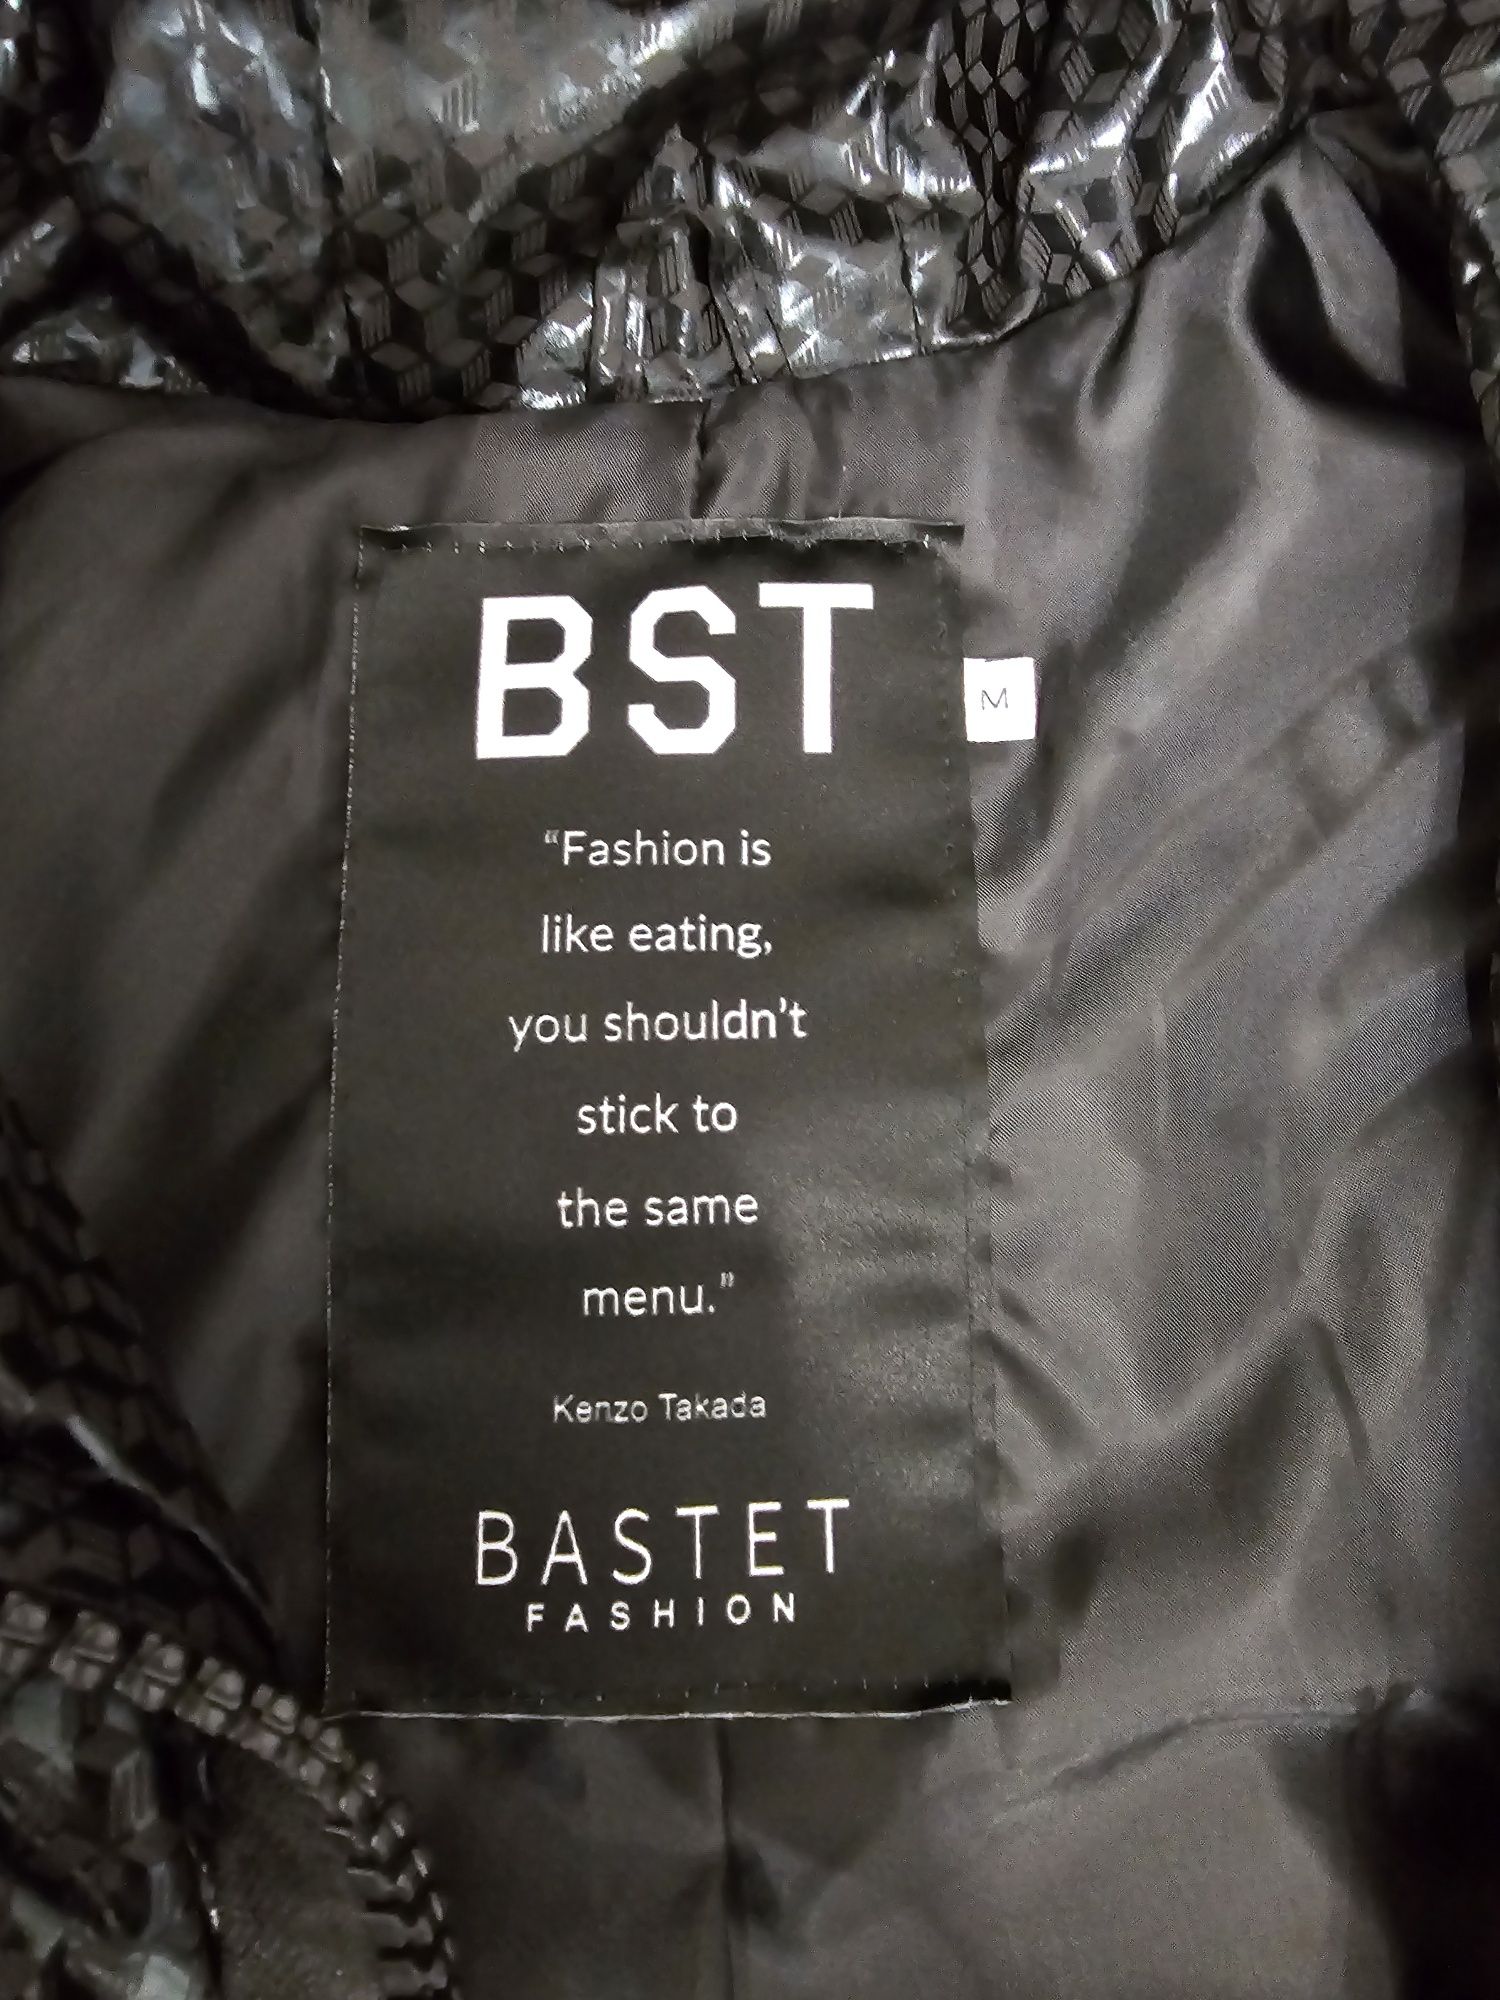 BST
M
“Fashion is
like eating,
you shouldn’t
stick to
the same
menu.”
Kenzo Takada
BASTET
FASHION